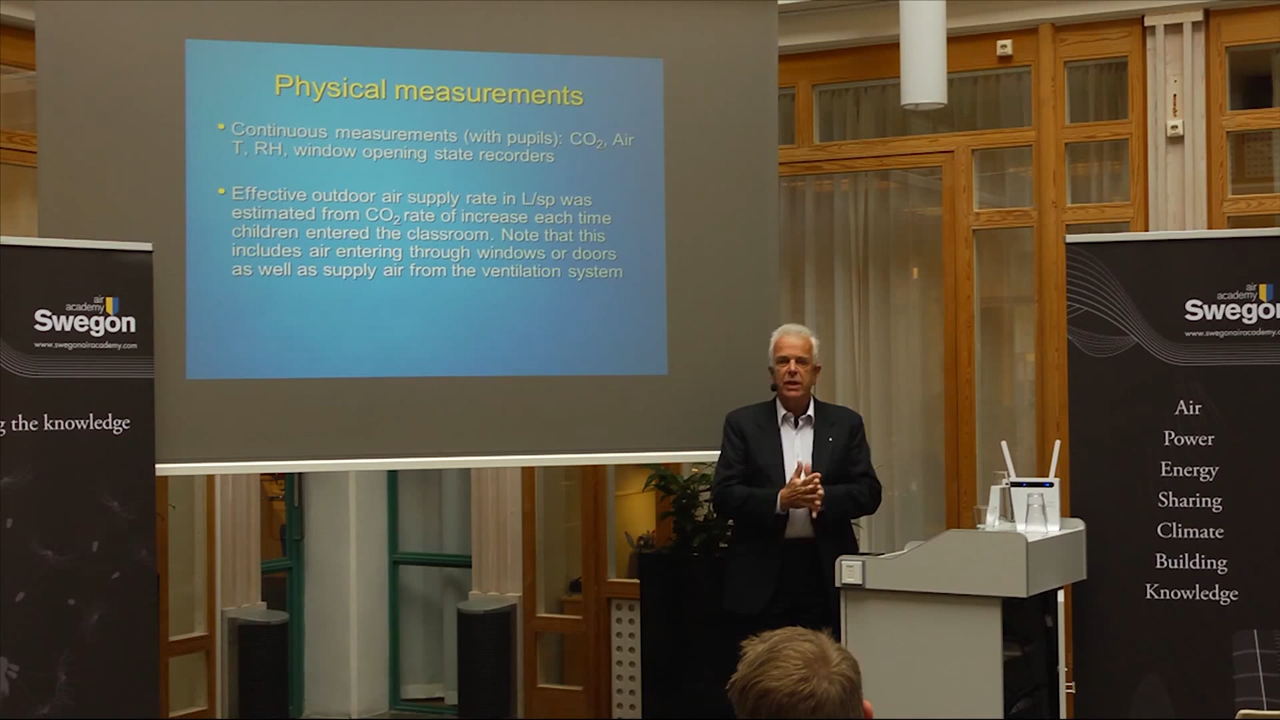 Physical measurements
• Continuous measurements (with pupils): CO₂, Air
T, RH, window opening state recorders
• Effective outdoor air supply rate in L/sp was
estimated from CO₂ rate of increase each time
children entered the classroom. Note that this
includes air entering through windows or doors
as well as supply air from the ventilation system
air
academy
Swegon
www.swegonairacademy.com
g the knowledge
air
academy
Swego
www.swegonairacademy.c
Air
Power
Energy
Sharing
Climate
Building
Knowledge